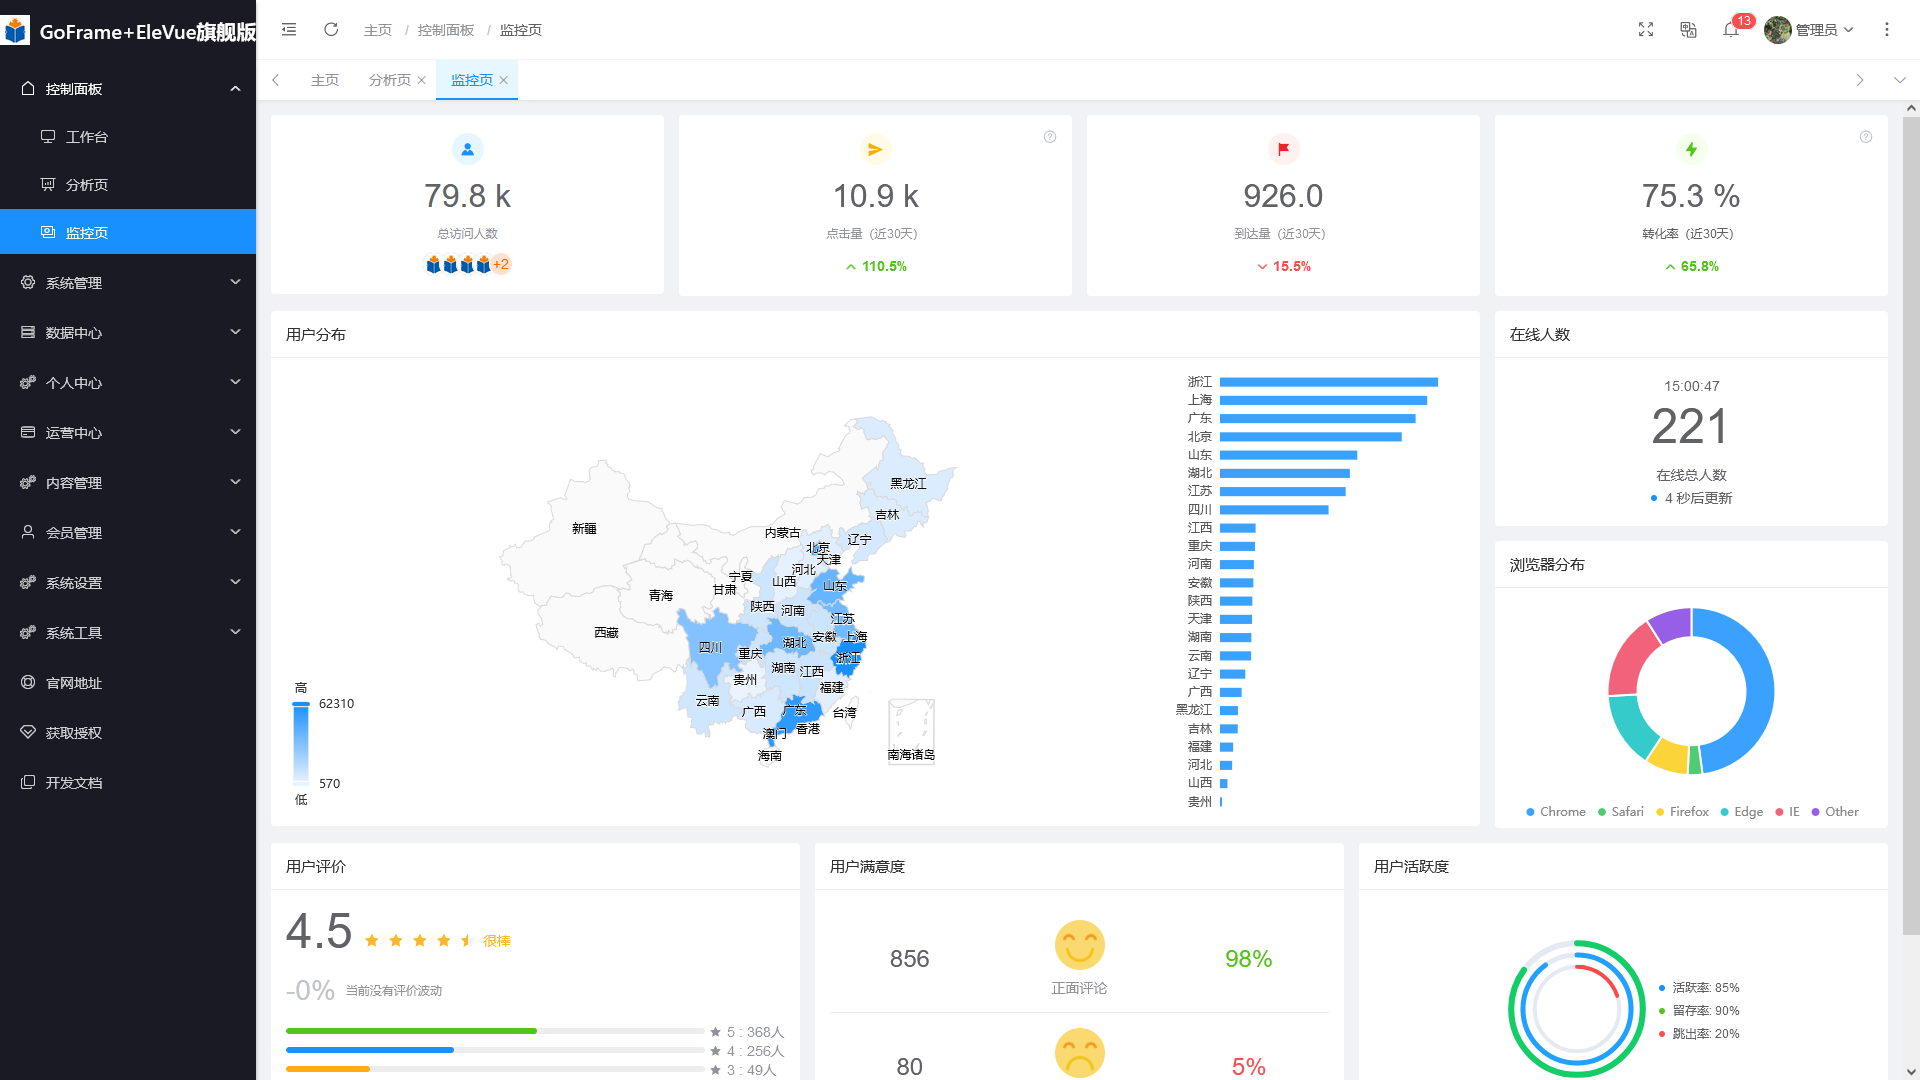 GoFrame+EleVue旗舰版
控制面板
工作台
分析页
监控页
系统管理
数据中心
个人中心
运营中心
内容管理
会员管理
系统设置
系统工具
官网地址
获取授权
开发文档
主页 / 控制面板 / 监控页
13
管理员
主页
分析页
监控页
79.8 k
总访问人数
+2
10.9 k
点击量（近30天）
110.5%
926.0
到达量（近30天）
15.5%
75.3 %
转化率（近30天）
65.8%
用户分布
黑龙江
吉林
新疆
内蒙古
辽宁
北京
天津
河北
宁夏
山西
山东
甘肃
青海
陕西
河南
江苏
西藏
安徽
上海
四川
湖北
重庆
浙江
湖南
江西
贵州
福建
云南
广西
广东
台湾
香港
澳门
海南
南海诸岛
高
62310
570
低
浙江
上海
广东
北京
山东
湖北
江苏
四川
江西
重庆
河南
安徽
陕西
天津
湖南
云南
辽宁
广西
黑龙江
吉林
福建
河北
山西
贵州
在线人数
15:00:47
221
在线总人数
4 秒后更新
浏览器分布
Chrome Safari Firefox Edge IE Other
用户评价
4.5
很棒
-0% 当前没有评价波动
5 : 368人
4 : 256人
3 : 49人
用户满意度
856
正面评论
98%
80
5%
用户活跃度
活跃率: 85%
留存率: 90%
跳出率: 20%